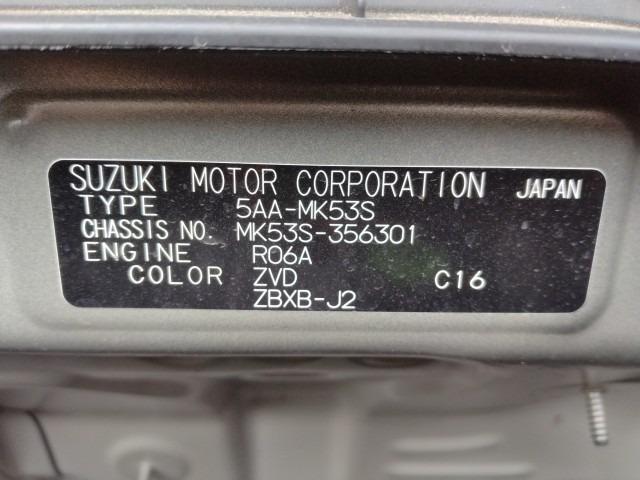 SUZUKI MOTOR CORPORATION JAPAN
TYPE 5AA-MK53S
CHASSIS NO. MK53S-356301
ENGINE R06A
COLOR ZVD C16
ZBXB-J2